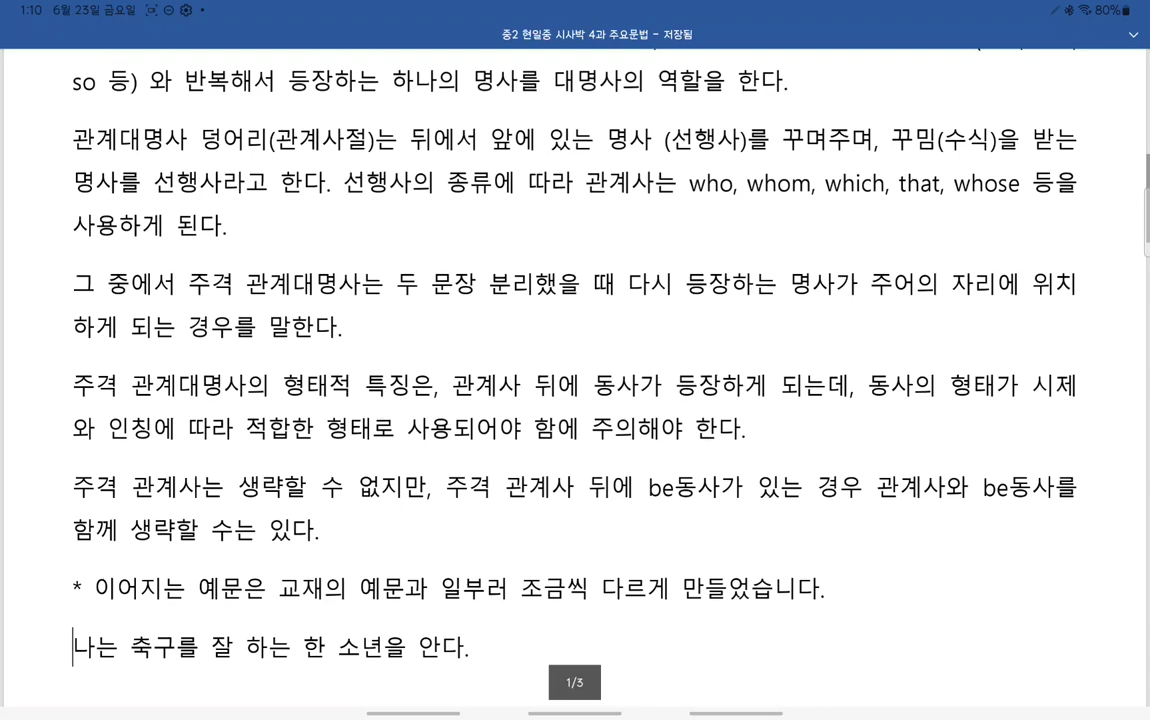 1:10 6월 23일 금요일
80%
중2 현일중 시사박 4과 주요문법 - 저장됨
so 등) 와 반복해서 등장하는 하나의 명사를 대명사의 역할을 한다.
관계대명사 덩어리(관계사절)는 뒤에서 앞에 있는 명사 (선행사)를 꾸며주며, 꾸밈(수식)을 받는
명사를 선행사라고 한다. 선행사의 종류에 따라 관계사는 who, whom, which, that, whose 등을
사용하게 된다.
그 중에서 주격 관계대명사는 두 문장 분리했을 때 다시 등장하는 명사가 주어의 자리에 위치
하게 되는 경우를 말한다.
주격 관계대명사의 형태적 특징은, 관계사 뒤에 동사가 등장하게 되는데, 동사의 형태가 시제
와 인칭에 따라 적합한 형태로 사용되어야 함에 주의해야 한다.
주격 관계사는 생략할 수 없지만, 주격 관계사 뒤에 be동사가 있는 경우 관계사와 be동사를
함께 생략할 수는 있다.
* 이어지는 예문은 교재의 예문과 일부러 조금씩 다르게 만들었습니다.
나는 축구를 잘 하는 한 소년을 안다.
1/3